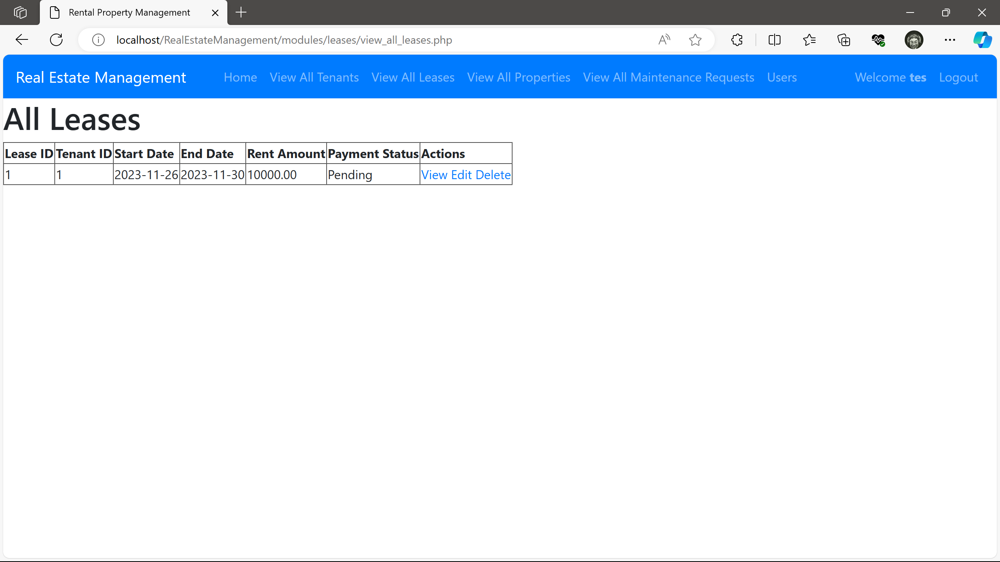 Rental Property Management
localhost/RealEstateManagement/modules/leases/view_all_leases.php
Real Estate Management Home View All Tenants View All Leases View All Properties View All Maintenance Requests Users Welcome tes Logout
All Leases
Lease ID Tenant ID Start Date End Date Rent Amount Payment Status Actions
1 1 2023-11-26 2023-11-30 10000.00 Pending View Edit Delete